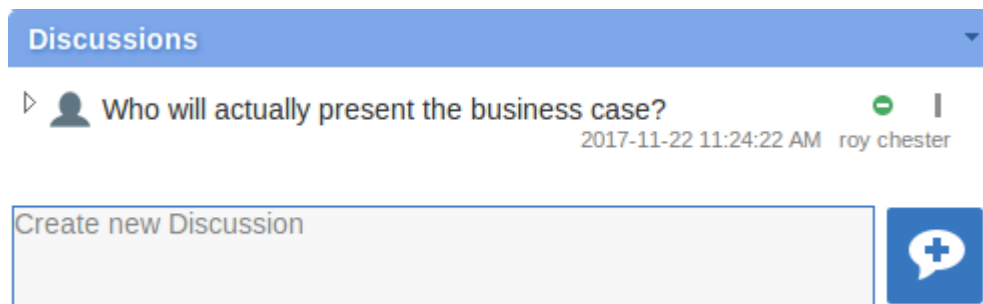 Discussions
Who will actually present the business case?
2017-11-22 11:24:22 AM roy chester
Create new Discussion